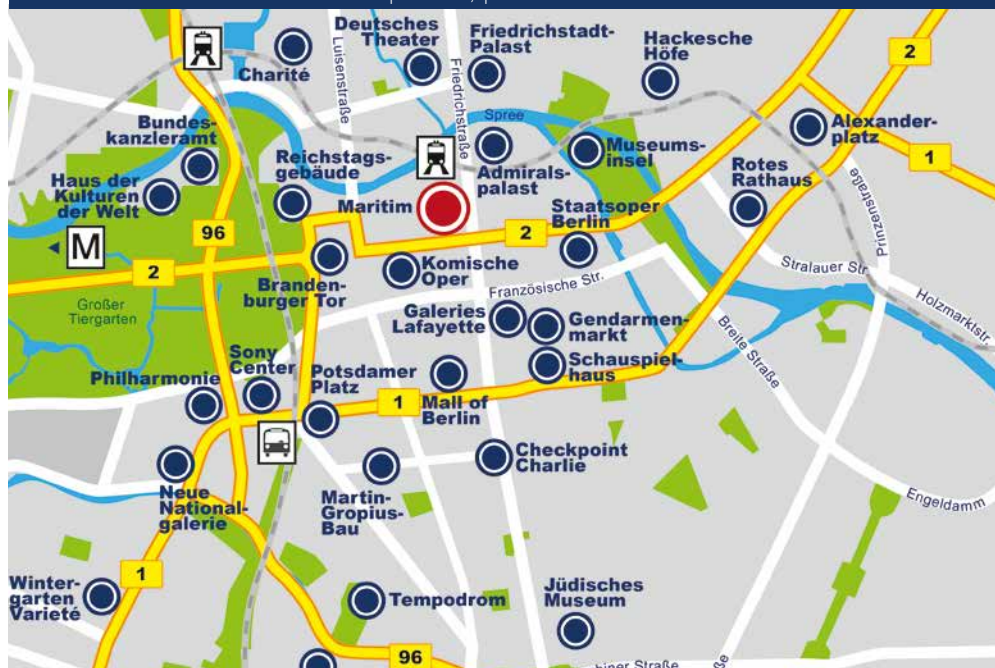 Deutsches
Theater
Friedrichstadt-
Palast
Hackesche
Höfe
2
Charité
Luisenstraße
Friedrichstraße
Spree
Alexander-
platz
1
Bundes-
kanzleramt
Reichstags-
gebäude
Admirals-
palast
Museums-
insel
Rotes
Rathaus
Prinzenstraße
Haus der
Kulturen
der Welt
Maritim
Staatsoper
Berlin
96
2
M
2
Branden-
burger Tor
Komische
Oper
Französische Str.
Stralauer Str.
Holzmarktstr.
Großer
Tiergarten
Galeries
Lafayette
Gendarmen-
markt
Breite Straße
Sony
Center
Philharmonie
Potsdamer
Platz
Schauspiel-
haus
1
Mall of
Berlin
Checkpoint
Charlie
Neue
National-
galerie
Martin-
Gropius-
Bau
Engeldamm
1
Winter-
garten
Varieté
Tempodrom
Jüdisches
Museum
96